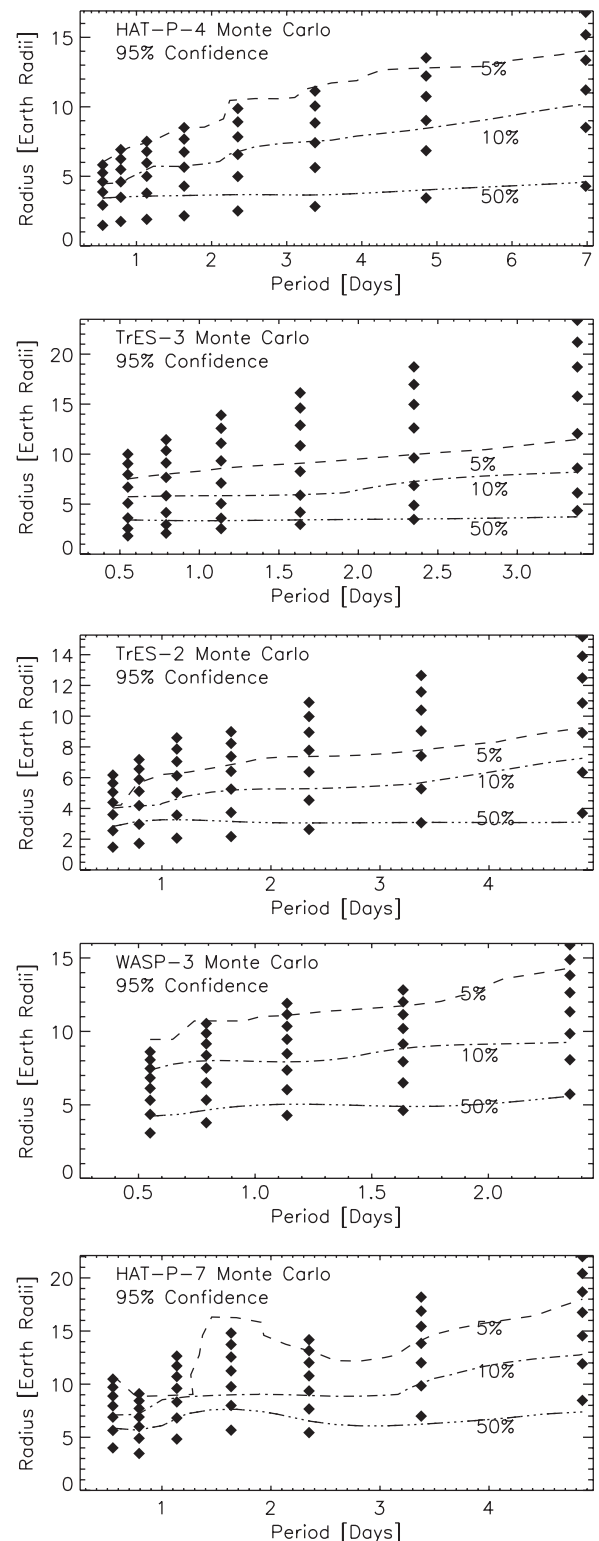 HAT-P-4 Monte Carlo
95% Confidence
5%
10%
50%
15
10
5
0
Radius [Earth Radii]
1 2 3 4 5 6 7
Period [Days]
TrES-3 Monte Carlo
95% Confidence
5%
10%
50%
20
15
10
5
0
Radius [Earth Radii]
0.5 1.0 1.5 2.0 2.5 3.0
Period [Days]
TrES-2 Monte Carlo
95% Confidence
5%
10%
50%
14
12
10
8
6
4
2
0
Radius [Earth Radii]
1 2 3 4
Period [Days]
WASP-3 Monte Carlo
95% Confidence
5%
10%
50%
15
10
5
0
Radius [Earth Radii]
0.5 1.0 1.5 2.0
Period [Days]
HAT-P-7 Monte Carlo
95% Confidence
5%
10%
50%
20
15
10
5
0
Radius [Earth Radii]
1 2 3 4
Period [Days]